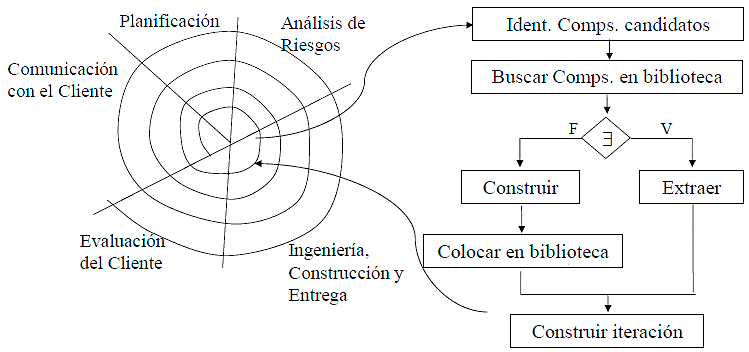 Planificación
Análisis de
Riesgos
Comunicación
con el Cliente
Evaluación
del Cliente
Ingeniería,
Construcción y
Entrega
Ident. Comps. candidatos
Buscar Comps. en biblioteca
F
∃
V
Construir
Extraer
Colocar en biblioteca
Construir iteración